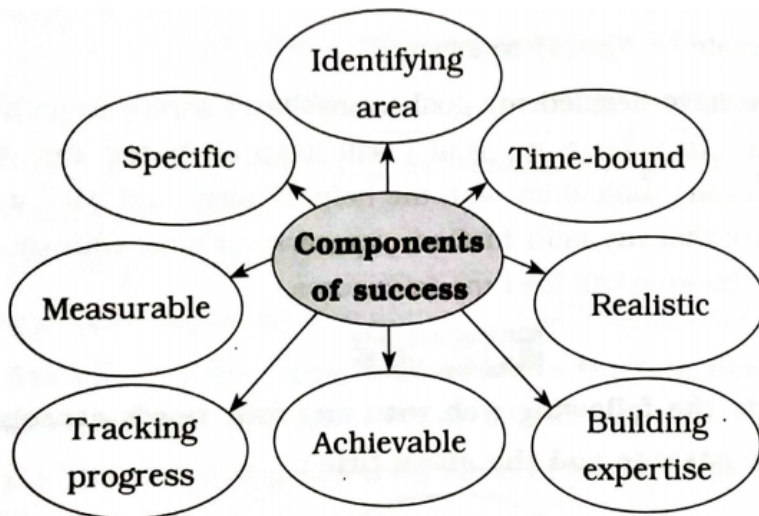 Identifying
area
Specific
Time-bound
Components
of success
Measurable
Realistic
Tracking
progress
Achievable
Building
expertise